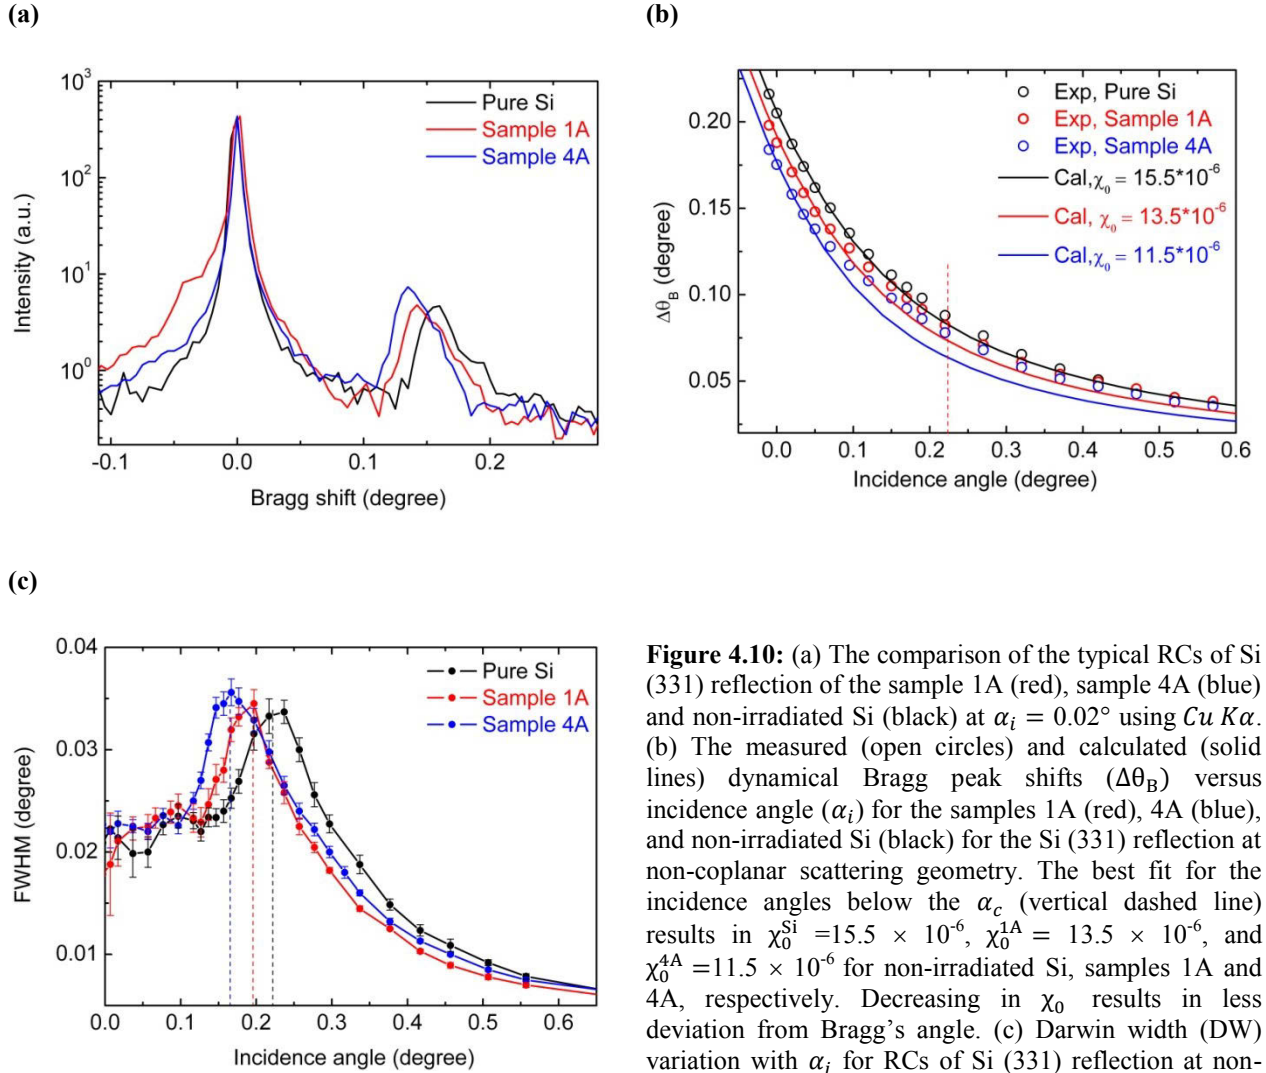 (a)
(b)
10³
10²
10¹
10⁰
Intensity (a.u.)
Pure Si
Sample 1A
Sample 4A
-0.1
0.0
0.1
0.2
Bragg shift (degree)
0.20
0.15
0.10
0.05
Δθ_B (degree)
Exp, Pure Si
Exp, Sample 1A
Exp, Sample 4A
Cal,χ₀ = 15.5*10⁻⁶
Cal, χ₀ = 13.5*10⁻⁶
Cal,χ₀ = 11.5*10⁻⁶
0.0
0.1
0.2
0.3
0.4
0.5
0.6
Incidence angle (degree)
(c)
0.04
0.03
0.02
0.01
FWHM (degree)
Pure Si
Sample 1A
Sample 4A
0.0
0.1
0.2
0.3
0.4
0.5
0.6
Incidence angle (degree)
Figure 4.10: (a) The comparison of the typical RCs of Si
(331) reflection of the sample 1A (red), sample 4A (blue)
and non-irradiated Si (black) at α_i = 0.02° using Cu Kα.
(b) The measured (open circles) and calculated (solid
lines) dynamical Bragg peak shifts (Δθ_B) versus
incidence angle (α_i) for the samples 1A (red), 4A (blue),
and non-irradiated Si (black) for the Si (331) reflection at
non-coplanar scattering geometry. The best fit for the
incidence angles below the α_c (vertical dashed line)
results in χ₀^Si =15.5 × 10⁻⁶, χ₀^1A = 13.5 × 10⁻⁶, and
χ₀^4A =11.5 × 10⁻⁶ for non-irradiated Si, samples 1A and
4A, respectively. Decreasing in χ₀ results in less
deviation from Bragg's angle. (c) Darwin width (DW)
variation with α_i for RCs of Si (331) reflection at non-